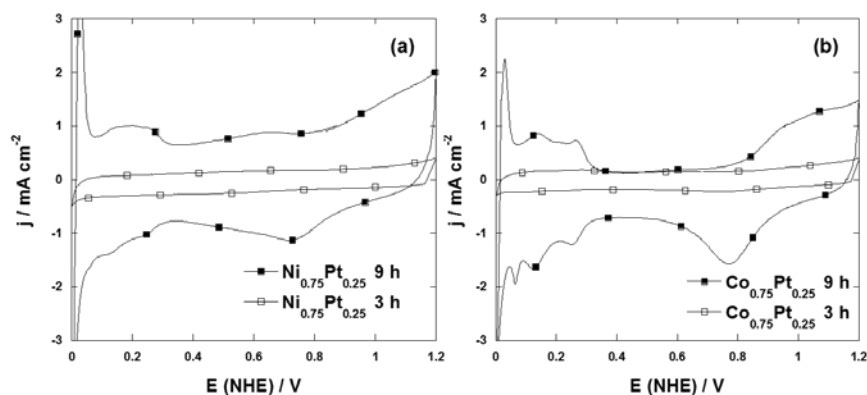 3
2
1
0
-1
-2
-3
j / mA cm-2
(a)
Ni0.75Pt0.25 9 h
Ni0.75Pt0.25 3 h
0 0.2 0.4 0.6 0.8 1 1.2
E (NHE) / V
3
2
1
0
-1
-2
-3
j / mA cm-2
(b)
Co0.75Pt0.25 9 h
Co0.75Pt0.25 3 h
0 0.2 0.4 0.6 0.8 1 1.2
E (NHE) / V